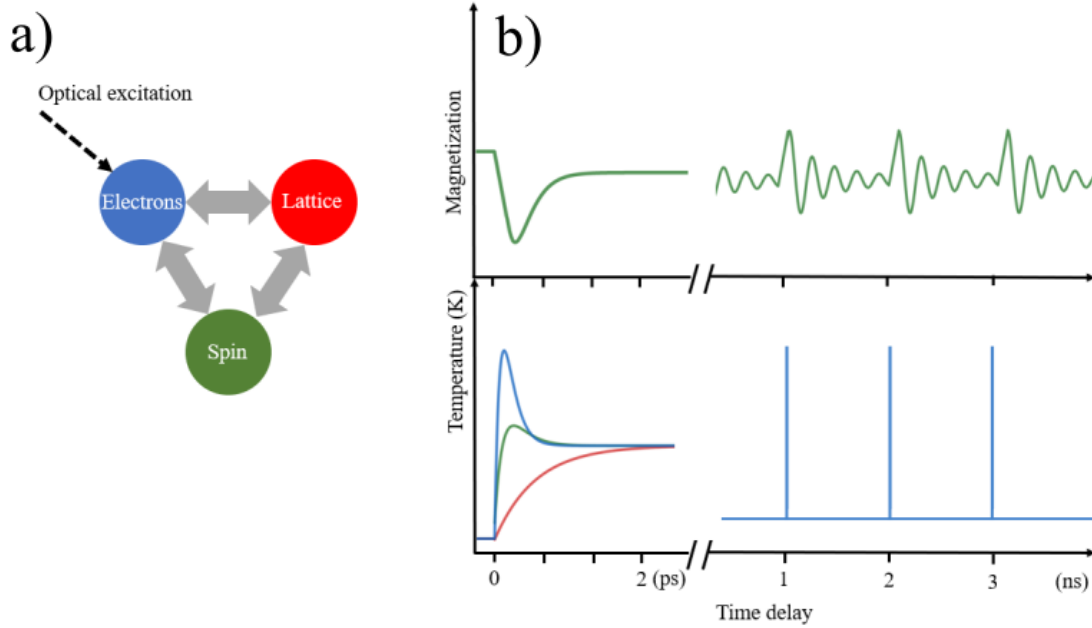 a)
Optical excitation
Electrons
Lattice
Spin
b)
Magnetization
Temperature (K)
0
2 (ps)
1
2
3
(ns)
Time delay